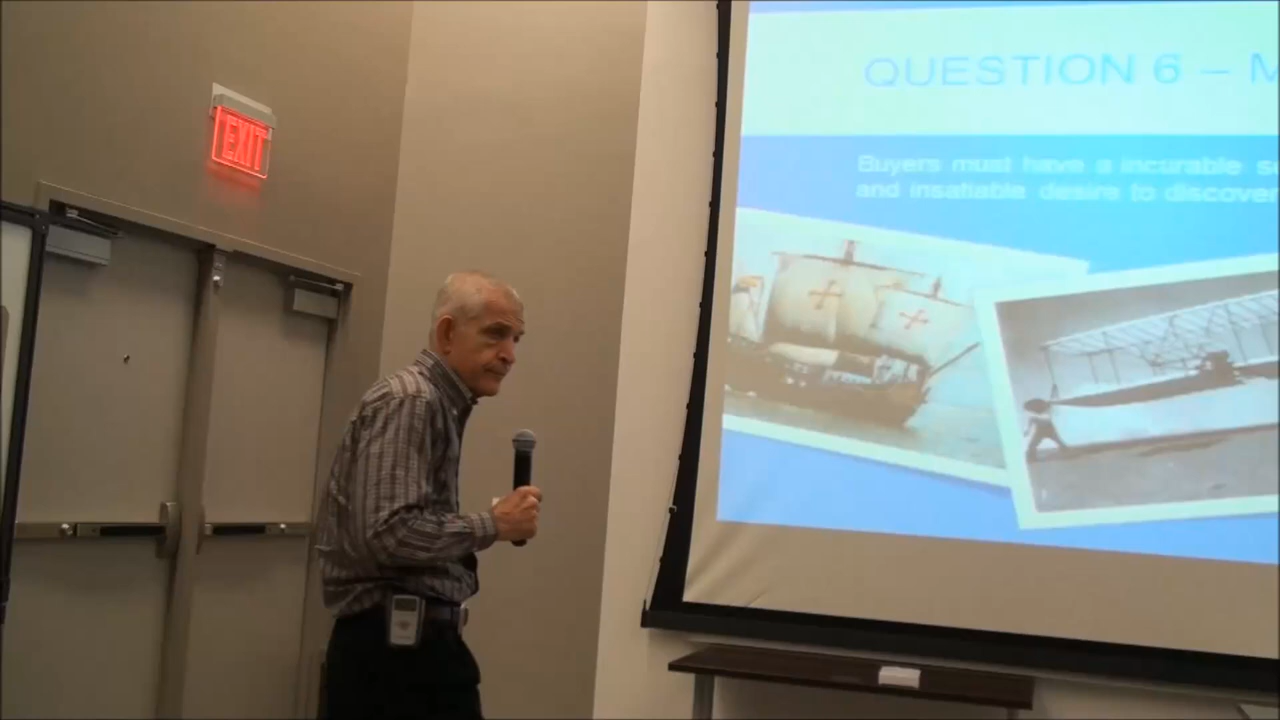 EXIT
QUESTION 6 – M
Buyers must have a incurable
and insatiable desire to discover